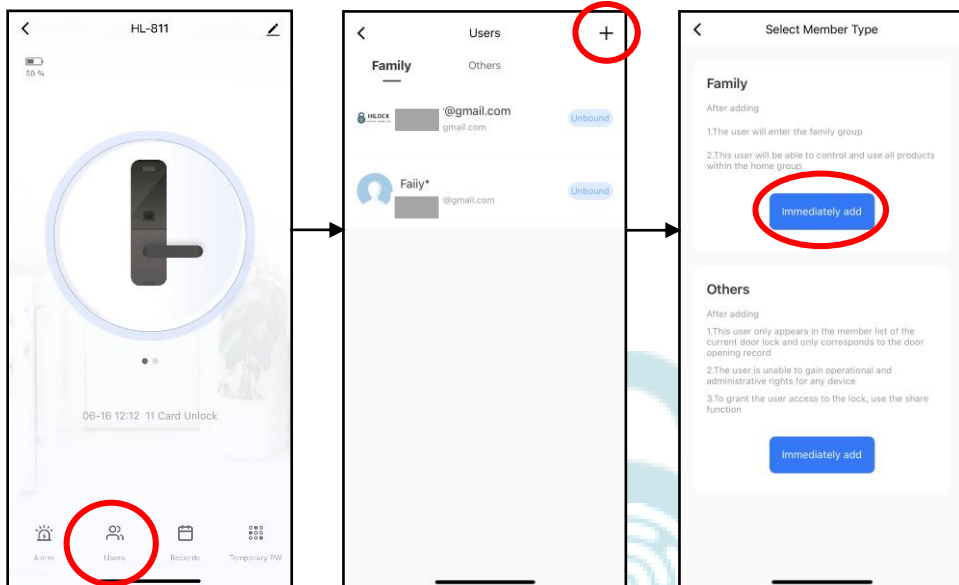 HL-811
50 %
06-16 12:12 11 Card Unlock
Alarm
Users
Records
Temporary PW
Users
Family
Others
HILOCK
@gmail.com
gmail.com
Unbound
Faiiy*
@gmail.com
Unbound
Select Member Type
Family
After adding
1.The user will enter the family group
2.This user will be able to control and use all products
within the home group
Immediately add
Others
After adding
1.This user only appears in the member list of the
current door lock and only corresponds to the door
opening record
2.The user is unable to gain operational and
administrative rights for any device
3.To grant the user access to the lock, use the share
function
Immediately add